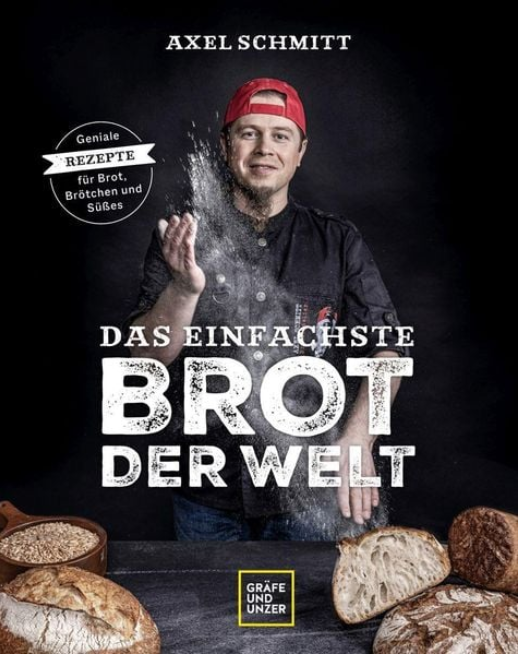 AXEL SCHMITT
Geniale
REZEPTE
für Brot,
Brötchen und
Süßes
DAS EINFACHSTE
BROT
DER WELT
GRÄFE
UND
UNZER